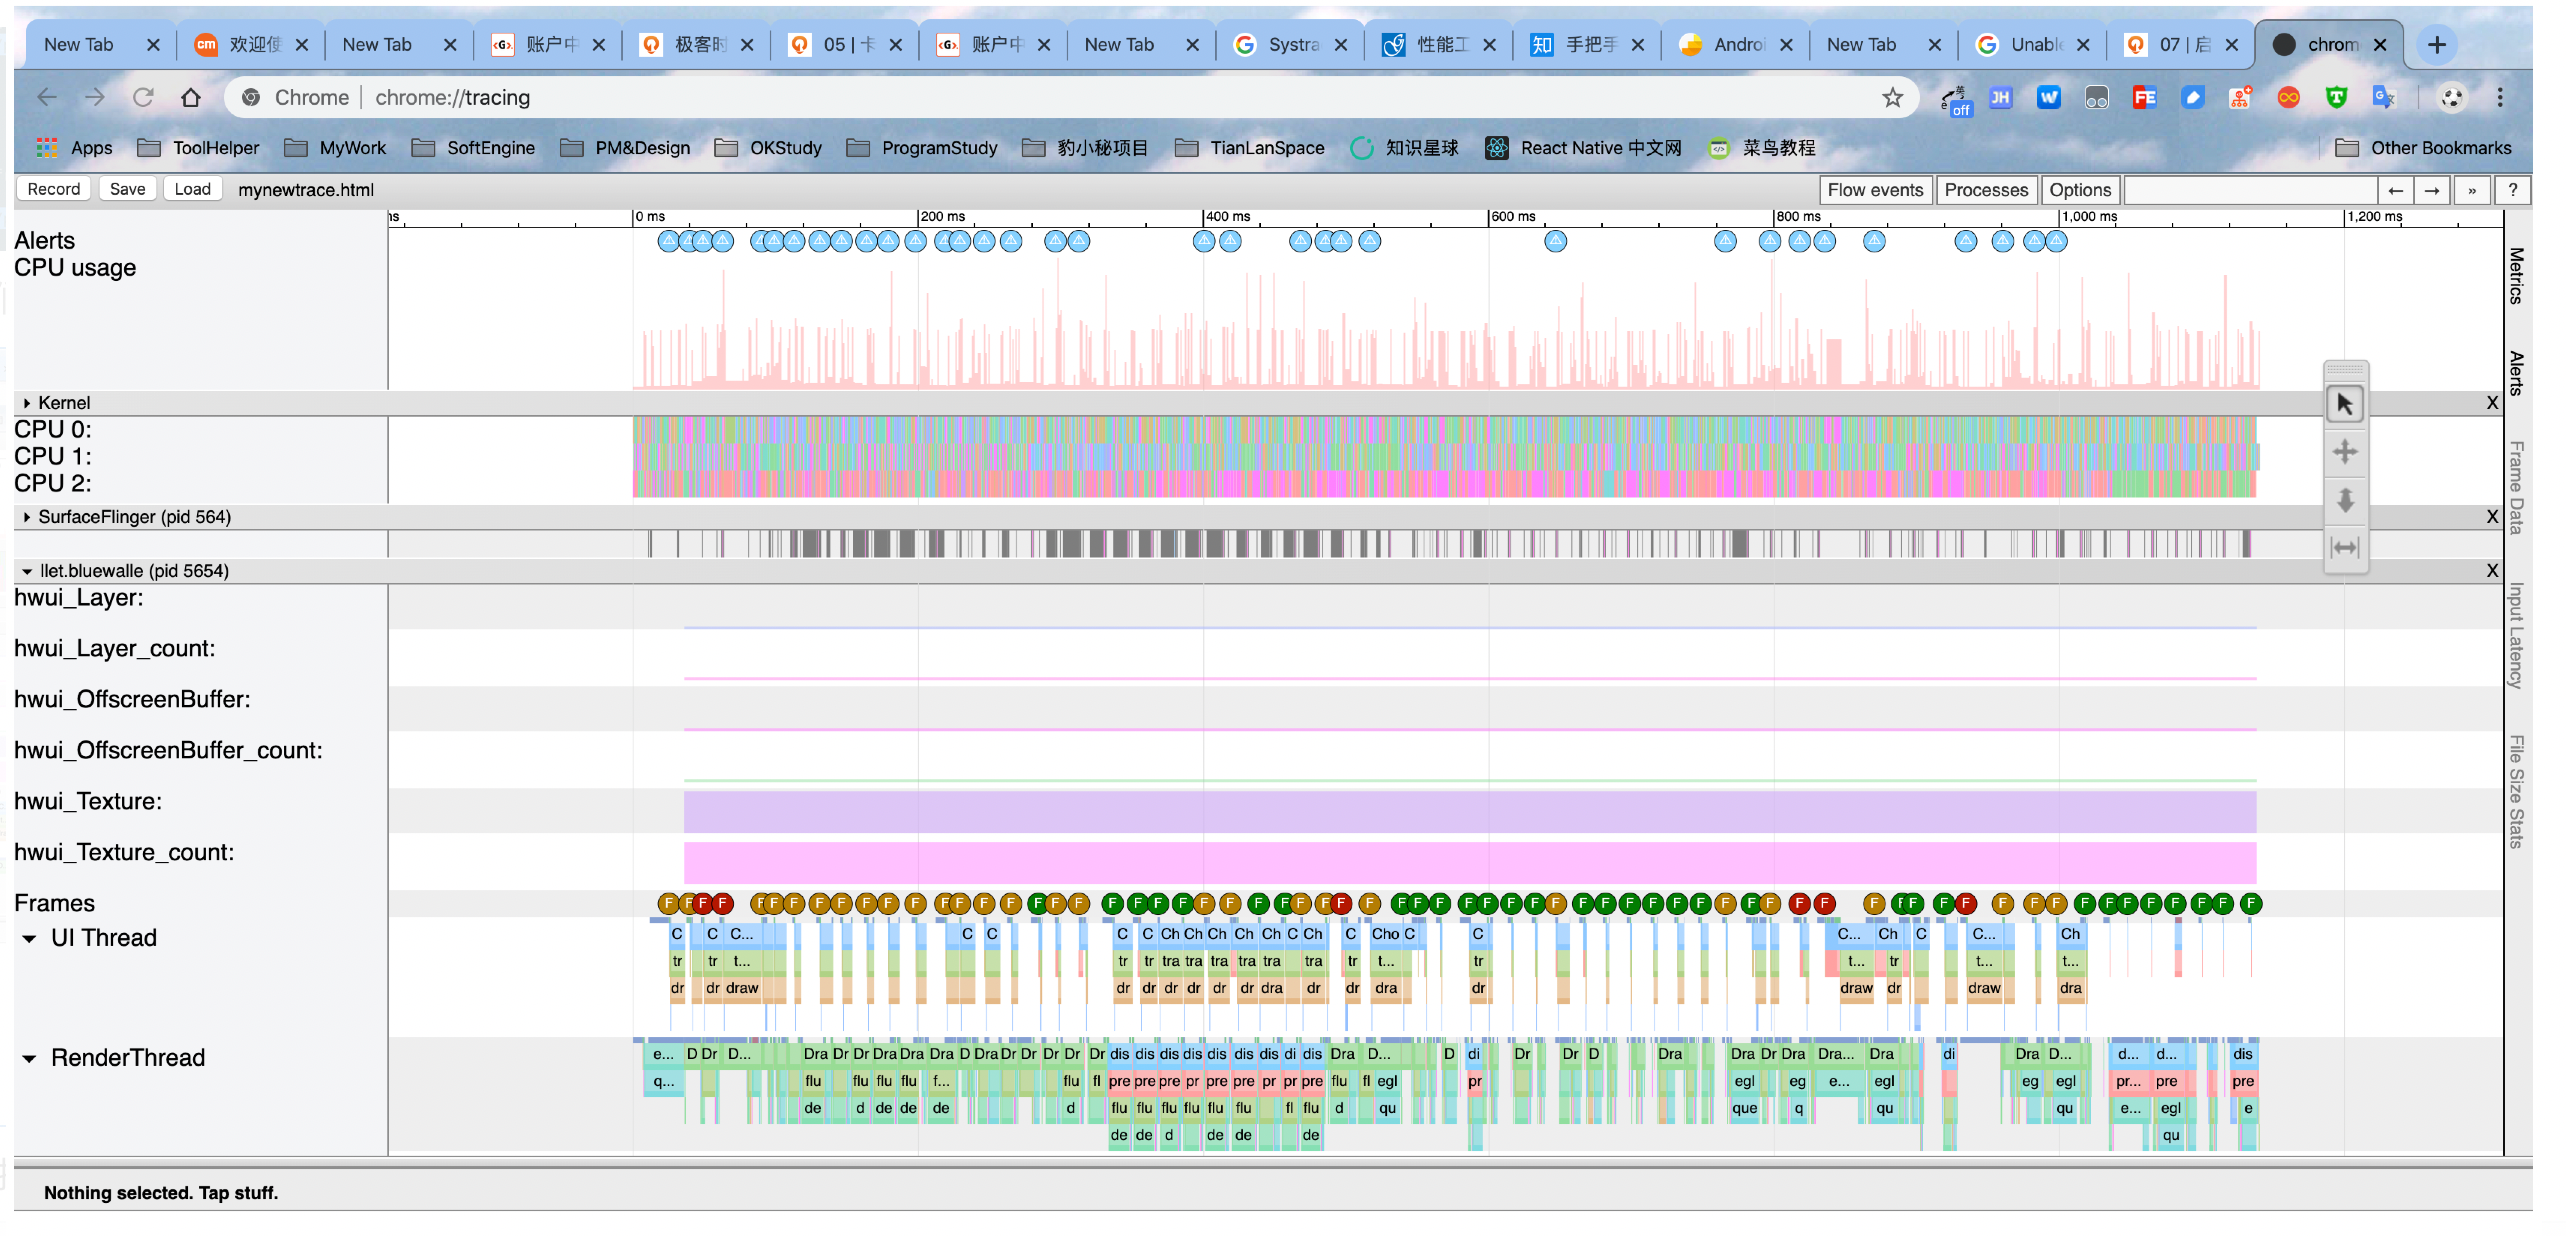 New Tab 欢迎使 New Tab 账户中 极客时 05 | 卡 账户中 New Tab Systra 性能工 手把手 Androi New Tab Unable 07 | 启 chrom
Chrome | chrome://tracing
Apps ToolHelper MyWork SoftEngine PM&Design OKStudy ProgramStudy 豹小秘项目 TianLanSpace 知识星球 React Native 中文网 菜鸟教程 Other Bookmarks
Record Save Load mynewtrace.html Flow events Processes Options ← → » ?
0 ms 200 ms 400 ms 600 ms 800 ms 1,000 ms 1,200 ms
Alerts
CPU usage
Kernel X
CPU 0:
CPU 1:
CPU 2:
SurfaceFlinger (pid 564) X
llet.bluewalle (pid 5654) X
hwui_Layer:
hwui_Layer_count:
hwui_OffscreenBuffer:
hwui_OffscreenBuffer_count:
hwui_Texture:
hwui_Texture_count:
Frames
UI Thread
C C C... C C C C Ch Ch Ch Ch Ch C Ch C Cho C C C... Ch C C... Ch
tr tr t... tr tr tra tra tra tra tra tra tr t... tr t... tr t... t...
dr dr draw dr dr dr dr dr dr dra dr dr dra dr draw dr draw dra
RenderThread
e... D Dr D... Dra Dr Dr Dra Dra Dra D Dra Dr Dr Dr Dr Dr dis dis dis dis dis dis dis di dis Dra D... D di Dr Dr D Dra Dra Dr Dra Dra... Dra di Dra D... d... d... dis
q... flu flu flu flu f... flu fl pre pre pre pr pre pre pr pr pre flu fl egl pr egl eg e... egl eg egl pr... pre pre
de d de de de d flu flu flu flu flu flu fl flu d qu que q qu qu e... egl e
de de d de de de qu
Nothing selected. Tap stuff.
Metrics
Alerts
Frame Data
Input Latency
File Size Stats